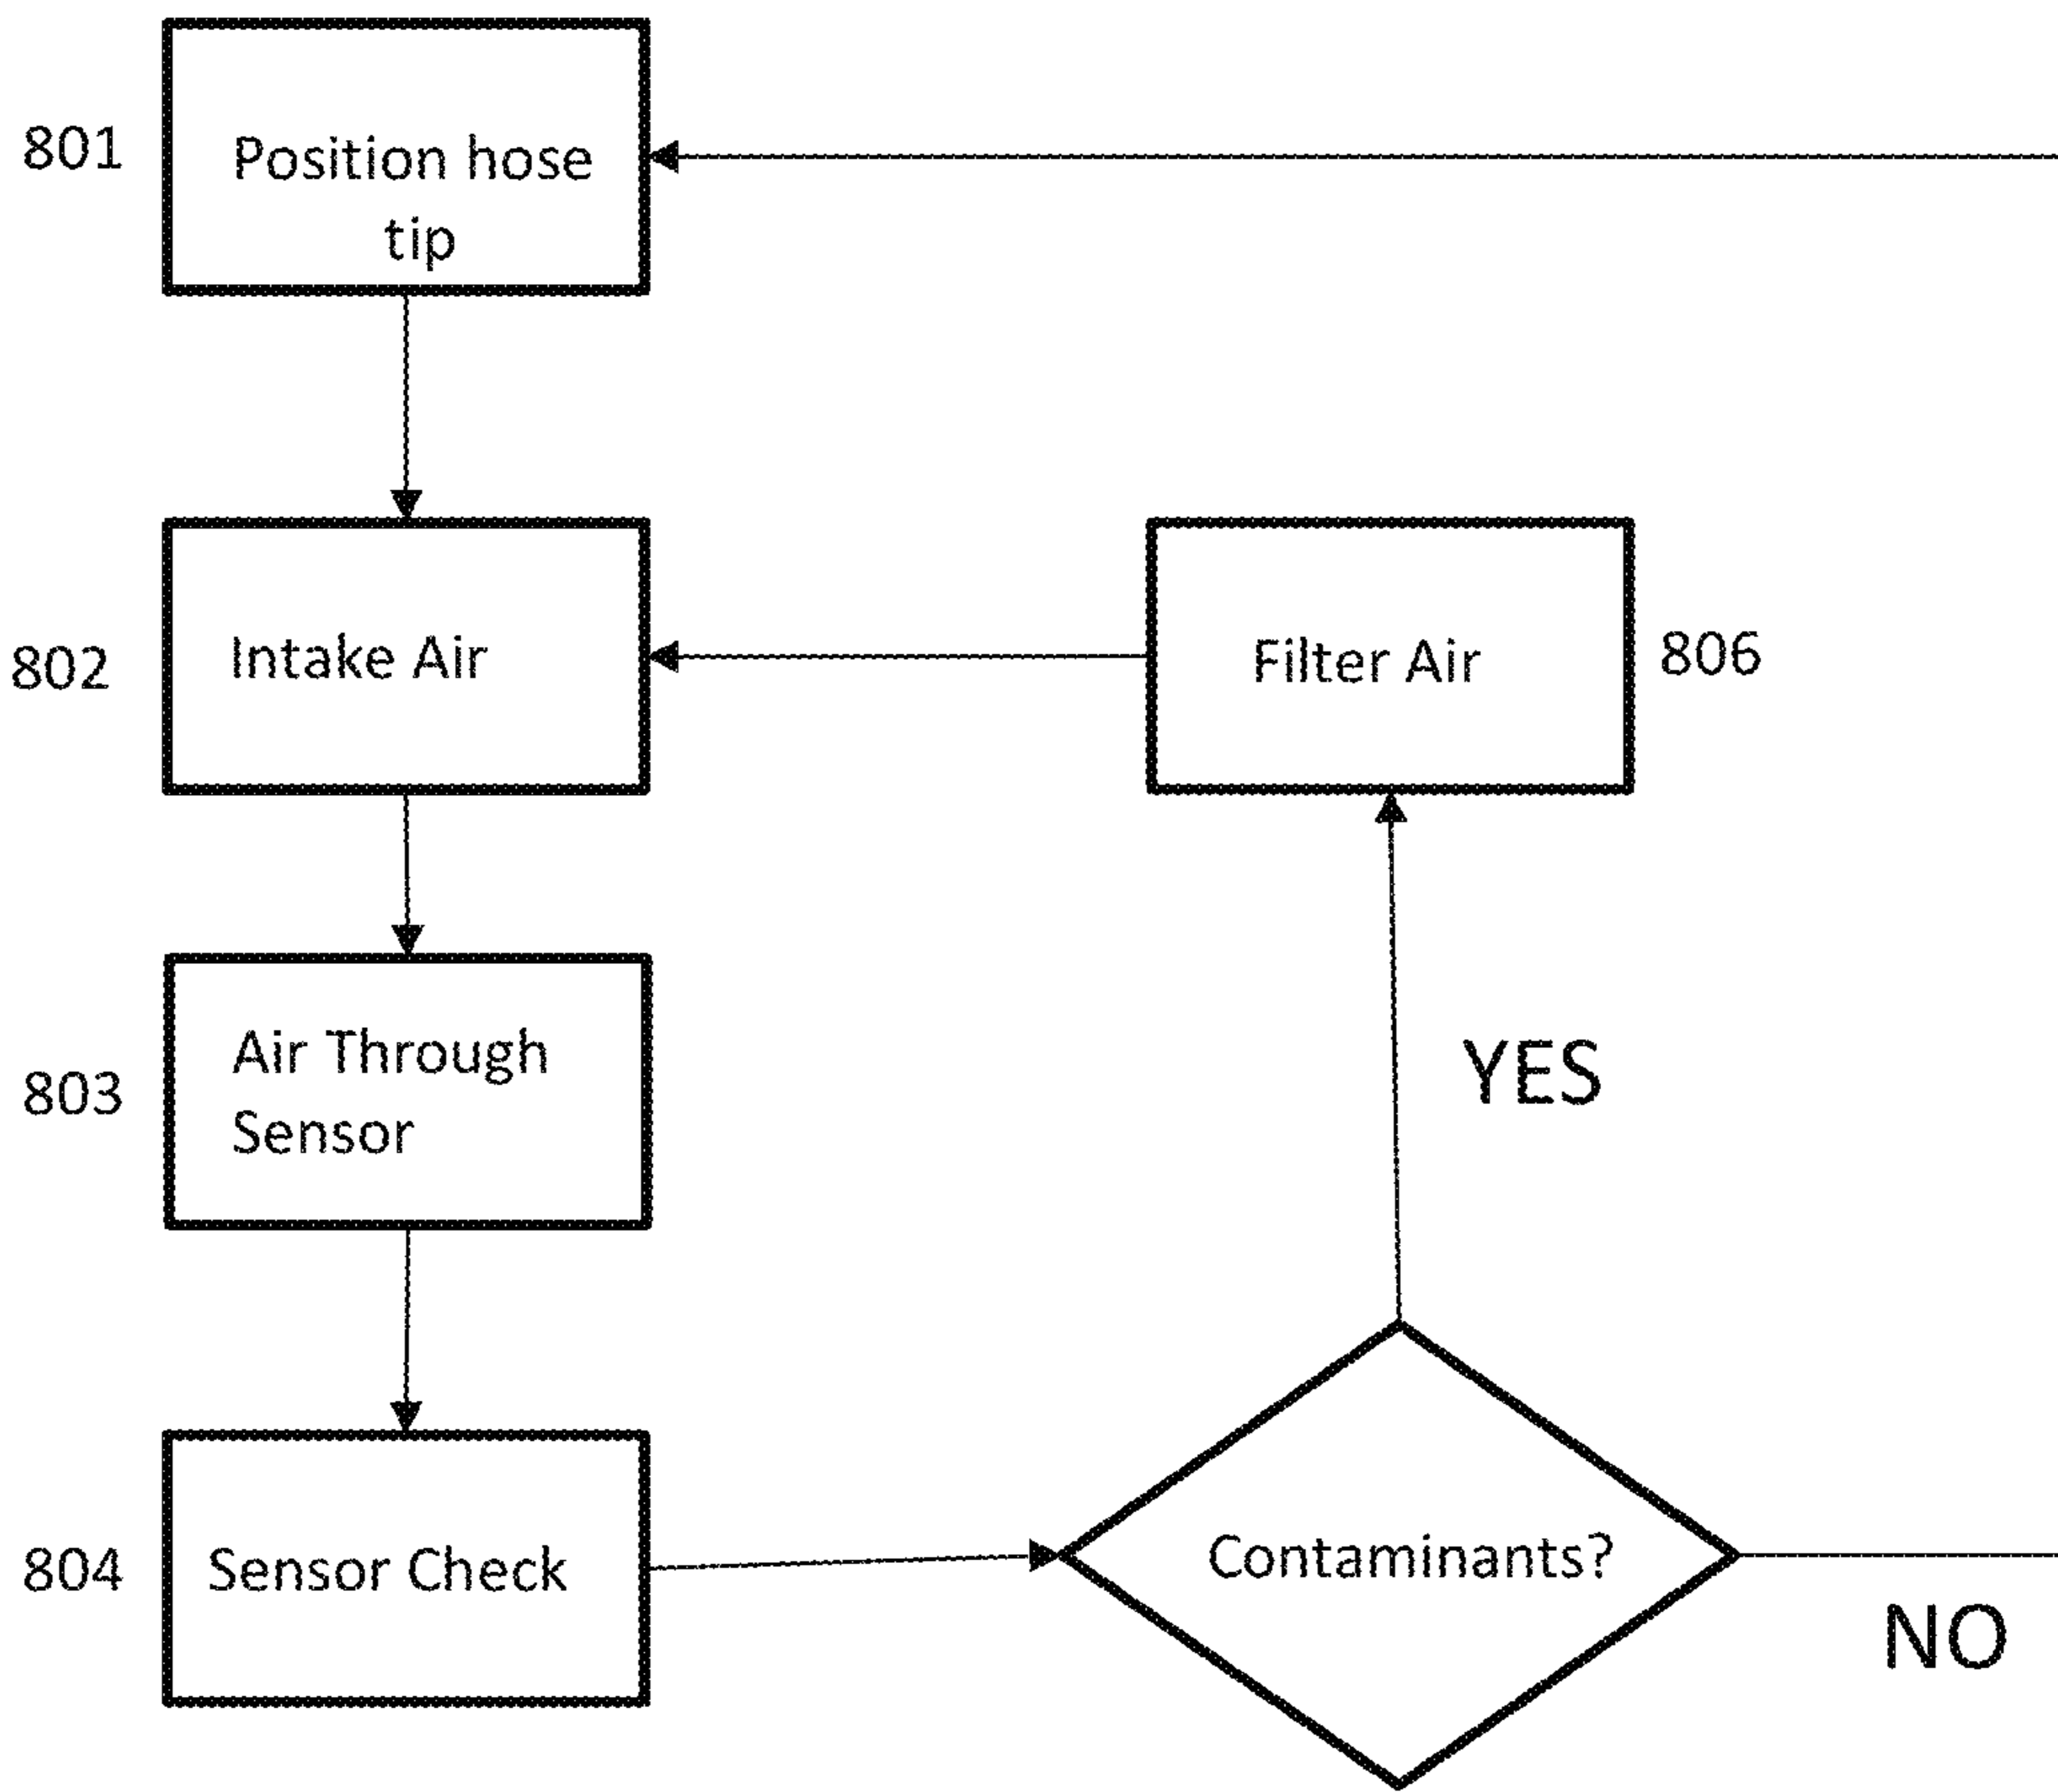 801
Position hose
tip
802
Intake Air
Filter Air
806
803
Air Through
Sensor
YES
804
Sensor Check
Contaminants?
NO